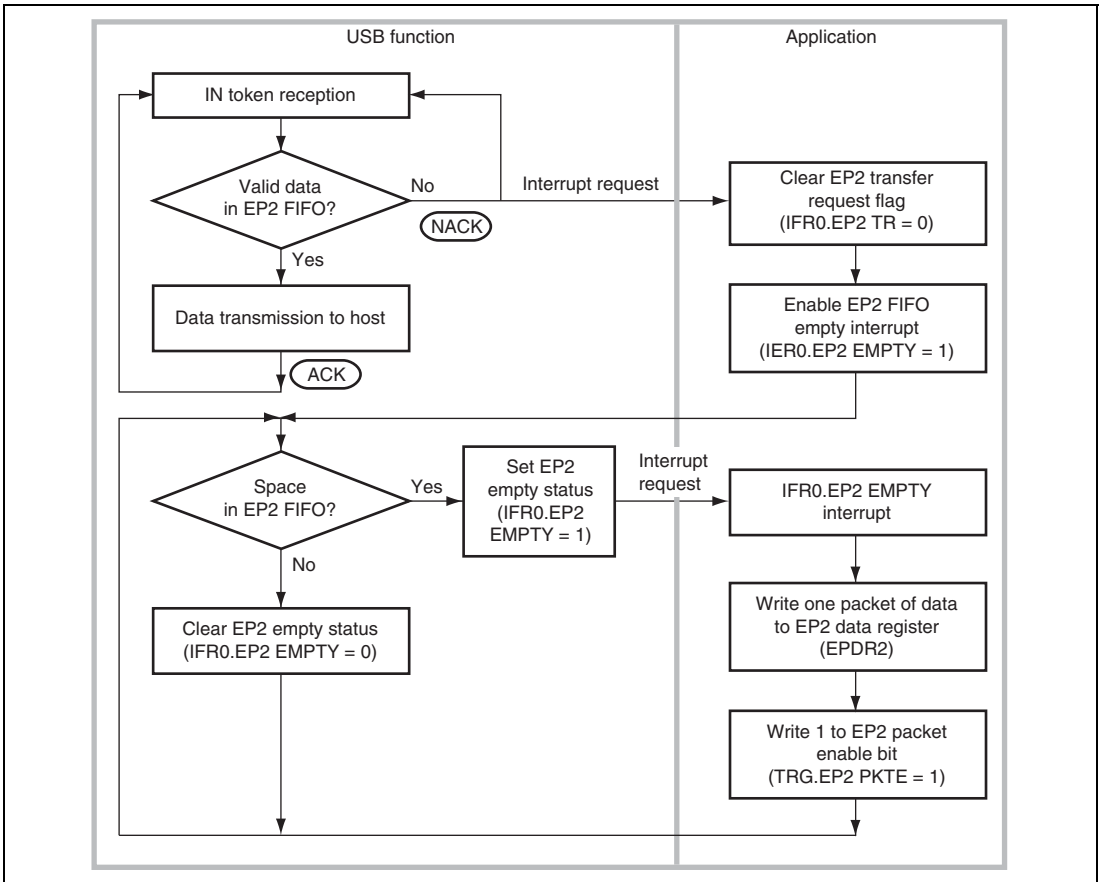 USB function
Application
IN token reception
Valid data
in EP2 FIFO?
No
NACK
Interrupt request
Clear EP2 transfer
request flag
(IFR0.EP2 TR = 0)
Yes
Data transmission to host
ACK
Enable EP2 FIFO
empty interrupt
(IER0.EP2 EMPTY = 1)
Space
in EP2 FIFO?
Yes
Set EP2
empty status
(IFR0.EP2
EMPTY = 1)
Interrupt
request
IFR0.EP2 EMPTY
interrupt
No
Clear EP2 empty status
(IFR0.EP2 EMPTY = 0)
Write one packet of data
to EP2 data register
(EPDR2)
Write 1 to EP2 packet
enable bit
(TRG.EP2 PKTE = 1)